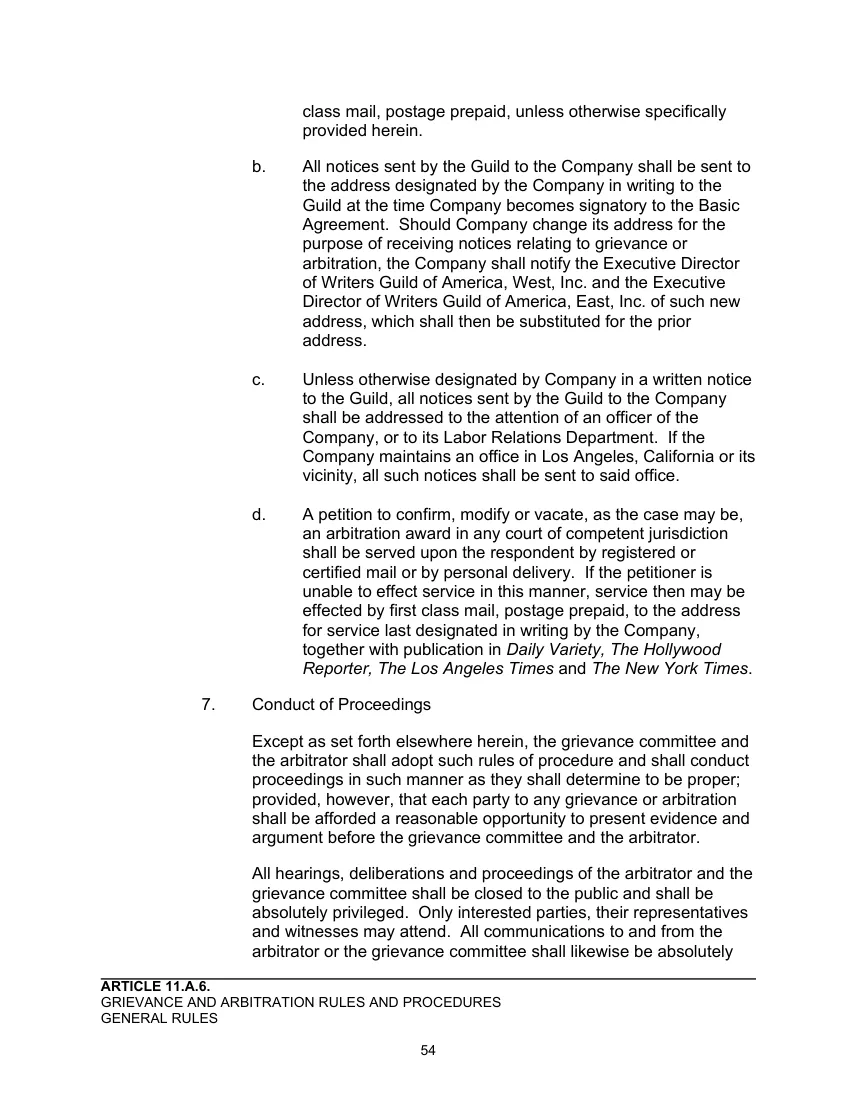 class mail, postage prepaid, unless otherwise specifically
provided herein.
b. All notices sent by the Guild to the Company shall be sent to
the address designated by the Company in writing to the
Guild at the time Company becomes signatory to the Basic
Agreement.  Should Company change its address for the
purpose of receiving notices relating to grievance or
arbitration, the Company shall notify the Executive Director
of Writers Guild of America, West, Inc. and the Executive
Director of Writers Guild of America, East, Inc. of such new
address, which shall then be substituted for the prior
address.
c. Unless otherwise designated by Company in a written notice
to the Guild, all notices sent by the Guild to the Company
shall be addressed to the attention of an officer of the
Company, or to its Labor Relations Department.  If the
Company maintains an office in Los Angeles, California or its
vicinity, all such notices shall be sent to said office.
d. A petition to confirm, modify or vacate, as the case may be,
an arbitration award in any court of competent jurisdiction
shall be served upon the respondent by registered or
certified mail or by personal delivery.  If the petitioner is
unable to effect service in this manner, service then may be
effected by first class mail, postage prepaid, to the address
for service last designated in writing by the Company,
together with publication in Daily Variety, The Hollywood
Reporter, The Los Angeles Times and The New York Times.
7. Conduct of Proceedings
Except as set forth elsewhere herein, the grievance committee and
the arbitrator shall adopt such rules of procedure and shall conduct
proceedings in such manner as they shall determine to be proper;
provided, however, that each party to any grievance or arbitration
shall be afforded a reasonable opportunity to present evidence and
argument before the grievance committee and the arbitrator.
All hearings, deliberations and proceedings of the arbitrator and the
grievance committee shall be closed to the public and shall be
absolutely privileged.  Only interested parties, their representatives
and witnesses may attend.  All communications to and from the
arbitrator or the grievance committee shall likewise be absolutely
ARTICLE 11.A.6.
GRIEVANCE AND ARBITRATION RULES AND PROCEDURES
GENERAL RULES
54